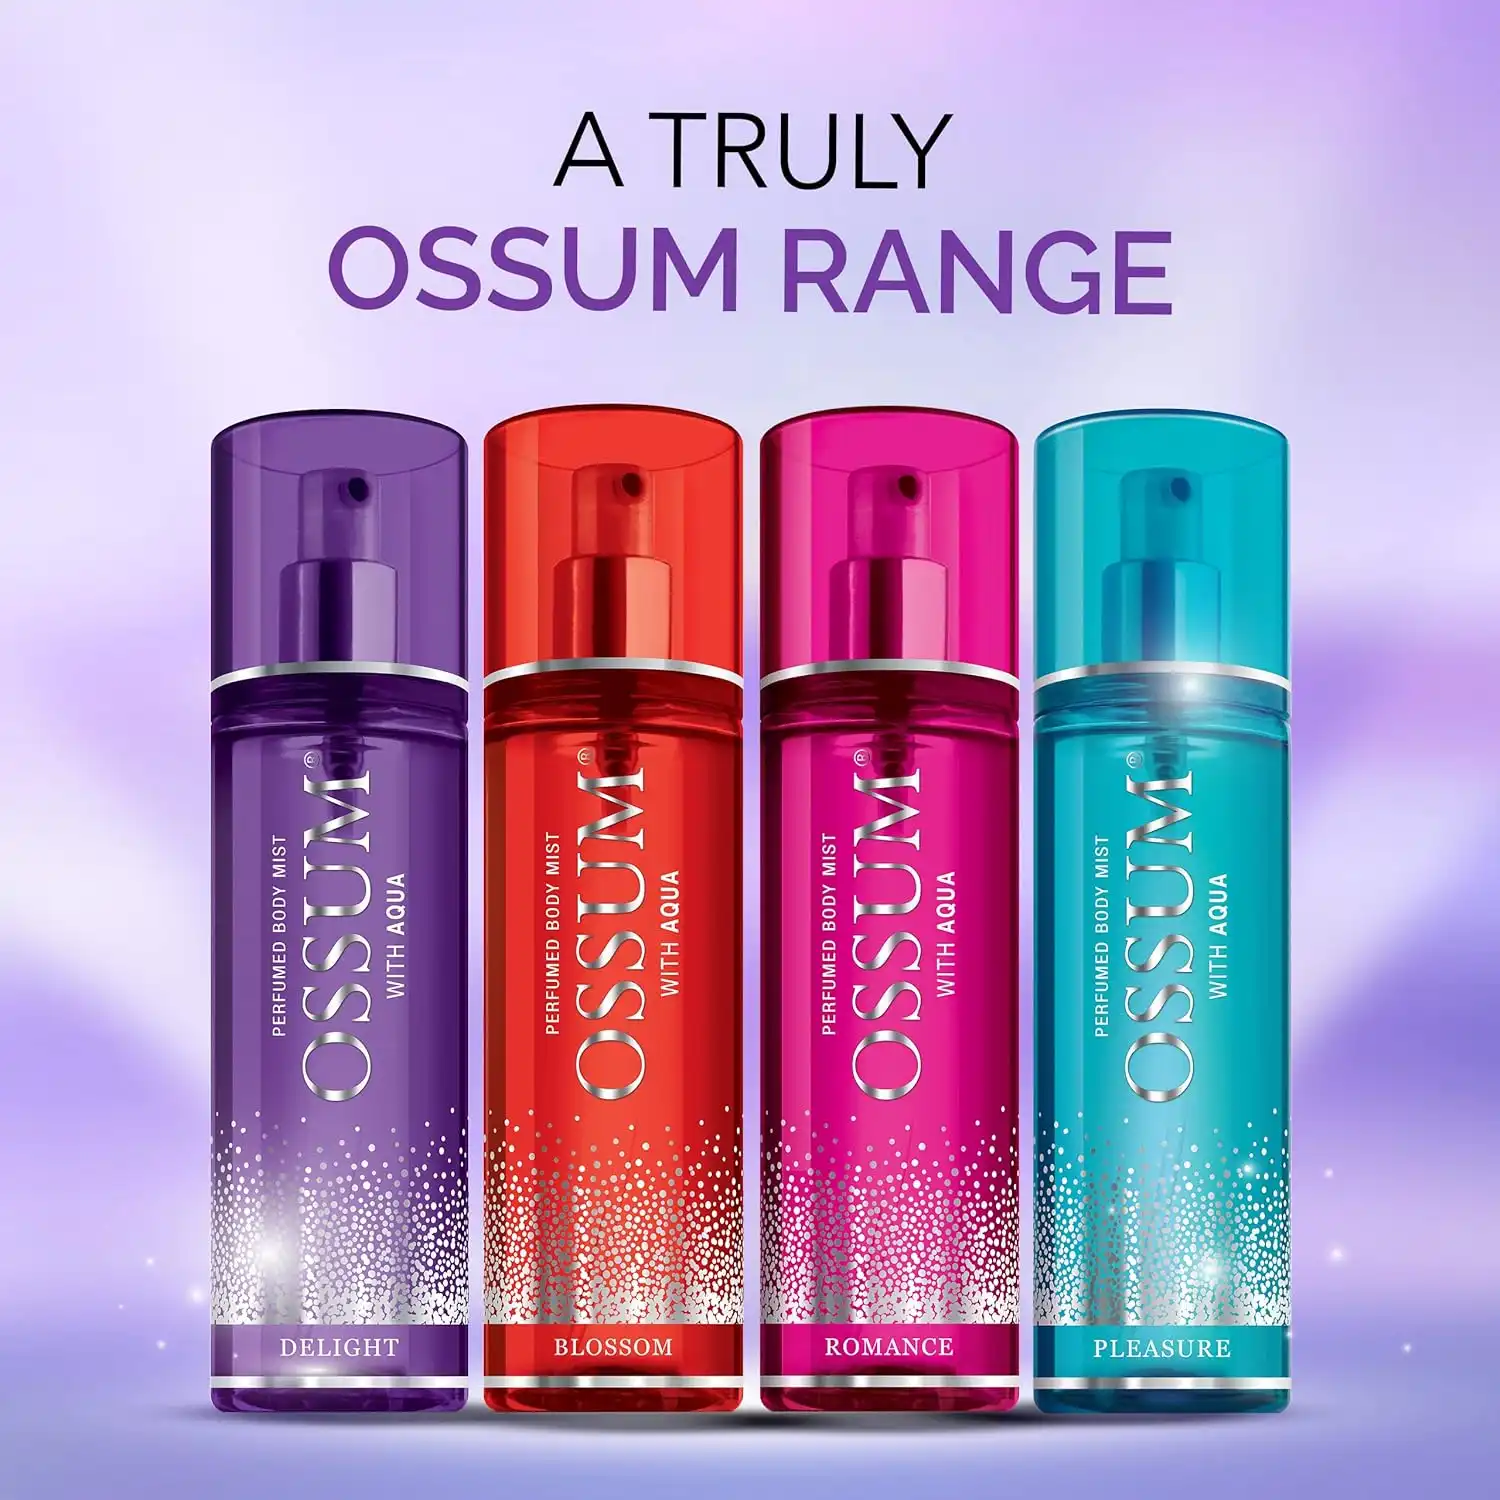 A TRULY
OSSUM RANGE
PERFUMED BODY MIST
OSSUM®
WITH AQUA
DELIGHT
PERFUMED BODY MIST
OSSUM®
WITH AQUA
BLOSSOM
PERFUMED BODY MIST
OSSUM®
WITH AQUA
ROMANCE
PERFUMED BODY MIST
OSSUM®
WITH AQUA
PLEASURE